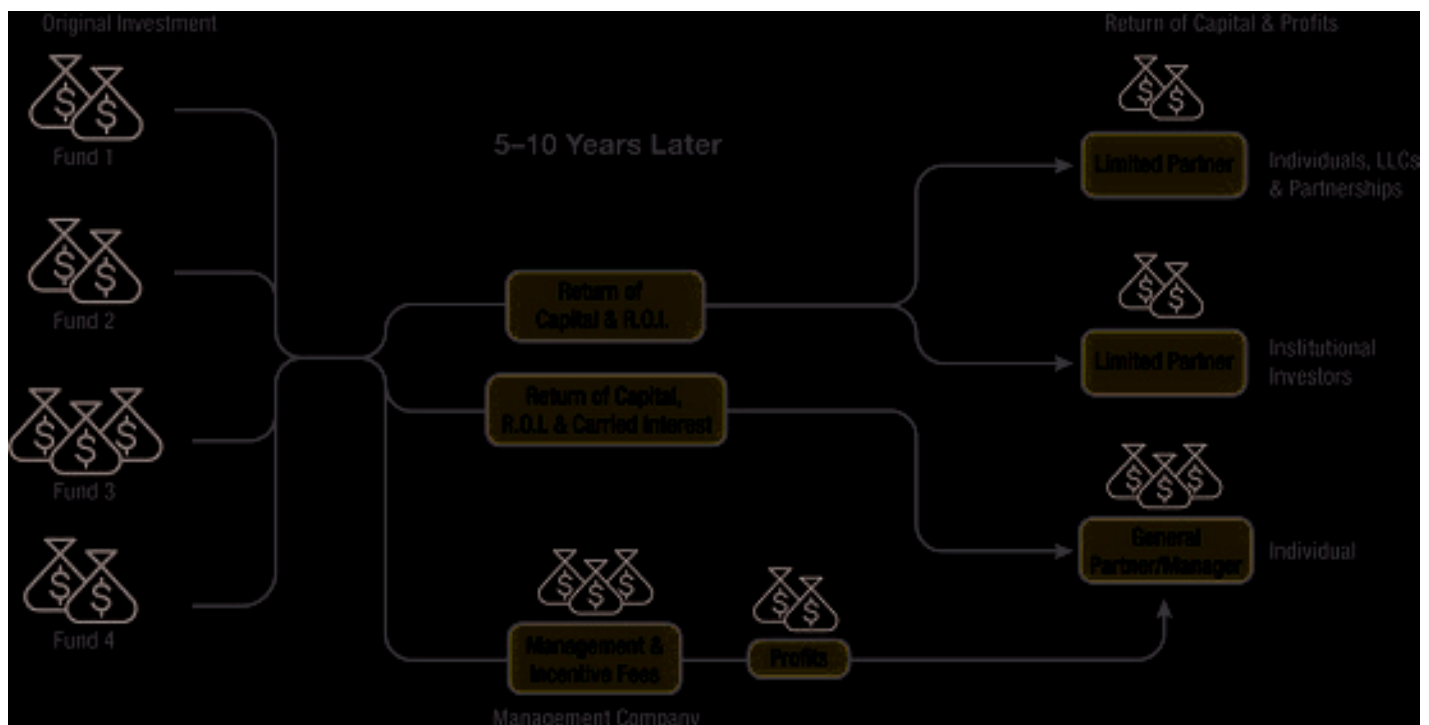 Original Investment
Return of Capital & Profits
$ $
Fund 1
5–10 Years Later
$ $
Limited Partner
Individuals, LLCs
& Partnerships
$ $
Fund 2
Return of
Capital & R.O.I.
$ $
Limited Partner
Institutional
Investors
$ $ $
Fund 3
Return of Capital,
R.O.I. & Carried Interest
$ $ $
General
Partner/Manager
Individual
$ $
Fund 4
$ $ $
Management &
Incentive Fees
$ $
Profits
Management Company